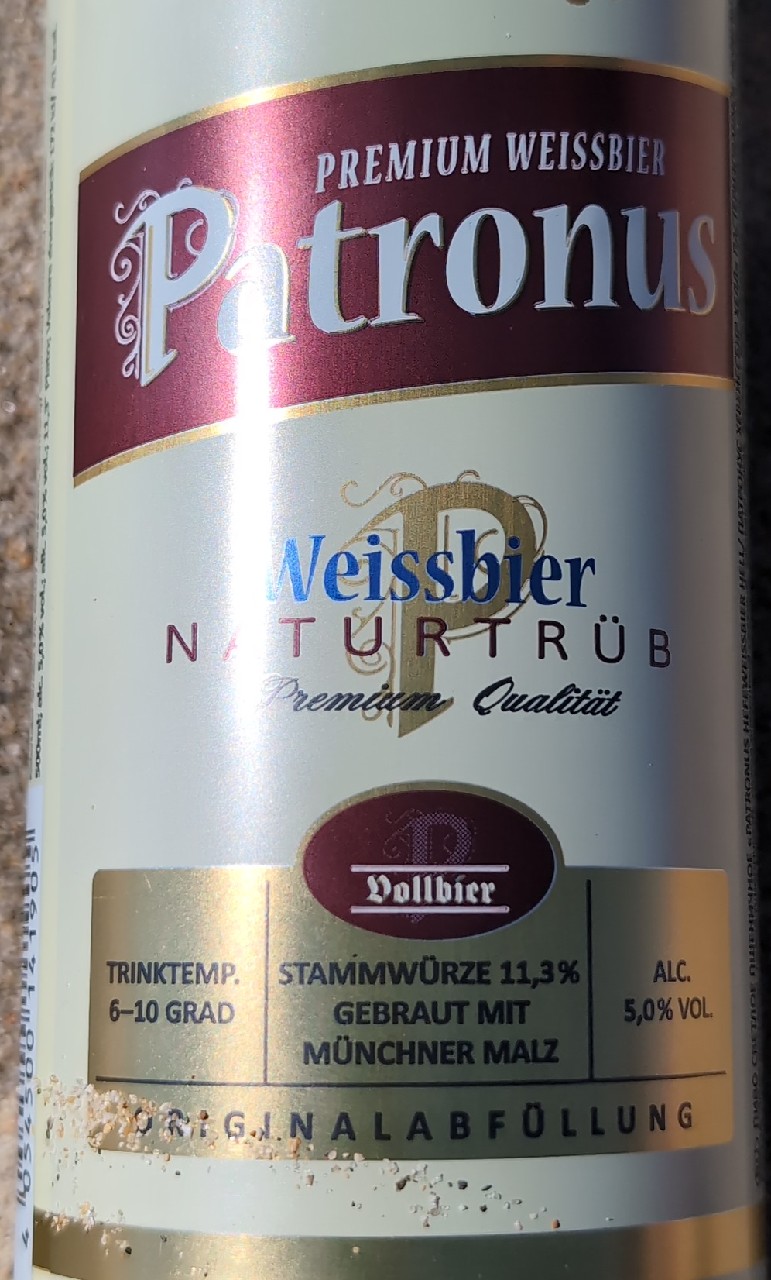 PREMIUM WEISSBIER
Patronus
Weissbier
NATURTRÜB
Premium Qualität
Vollbier
TRINKTEMP.
6–10 GRAD
STAMMWÜRZE 11,3%
GEBRAUT MIT
MÜNCHNER MALZ
ALC.
5,0% VOL.
ORIGINALABFÜLLUNG